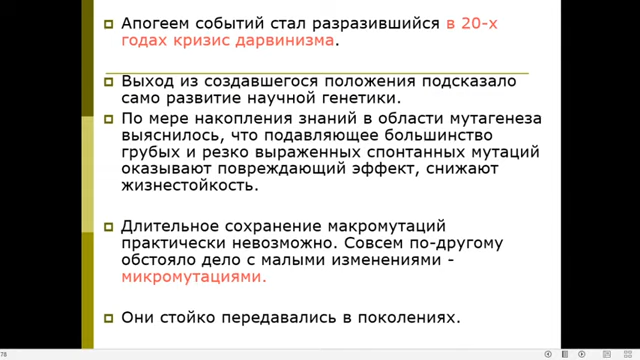 Апогеем событий стал разразившийся в 20-х
годах кризис дарвинизма.
Выход из создавшегося положения подсказало
само развитие научной генетики.
По мере накопления знаний в области мутагенеза
выяснилось, что подавляющее большинство
грубых и резко выраженных спонтанных мутаций
оказывают повреждающий эффект, снижают
жизнестойкость.
Длительное сохранение макромутаций
практически невозможно. Совсем по-другому
обстояло дело с малыми изменениями -
микромутациями.
Они стойко передавались в поколениях.
78